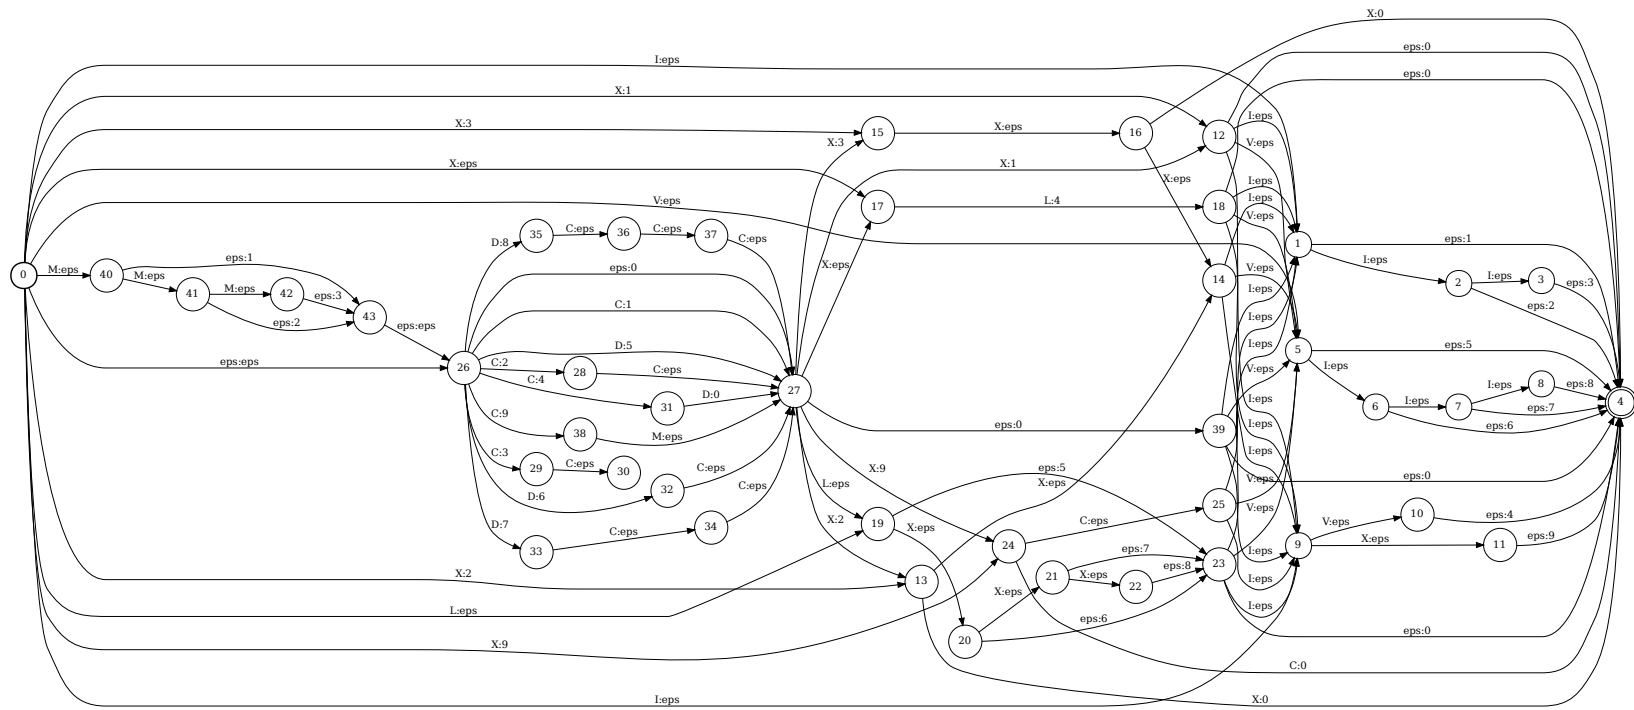 X:0
eps:0
I:eps
eps:0
X:1
I:eps
X:3
15
X:eps
16
12
X:3
V:eps
X:eps
X:1
X:eps
I:eps
V:eps
17
L:4
18
I:eps
V:eps
D:8
35
C:eps
36
C:eps
37
C:eps
1
eps:1
eps:1
I:eps
0
M:eps
40
M:eps
eps:0
X:eps
V:eps
14
2
I:eps
3
eps:3
41
M:eps
42
eps:3
I:eps
eps:2
43
C:1
eps:2
I:eps
eps:eps
D:5
I:eps
5
eps:5
eps:eps
26
C:2
28
C:eps
V:eps
I:eps
C:4
27
8
eps:8
I:eps
31
D:0
I:eps
6
I:eps
7
eps:7
4
C:9
38
M:eps
eps:0
39
I:eps
eps:6
C:3
29
C:eps
30
C:eps
X:9
eps:5
I:eps
X:eps
V:eps
eps:0
D:6
32
L:eps
C:eps
25
V:eps
10
eps:4
D:7
33
C:eps
34
X:2
19
X:eps
C:eps
V:eps
V:eps
24
eps:7
I:eps
9
X:eps
11
eps:9
X:2
13
21
X:eps
22
eps:8
23
I:eps
L:eps
X:eps
eps:6
I:eps
20
eps:0
X:9
C:0
I:eps
X:0